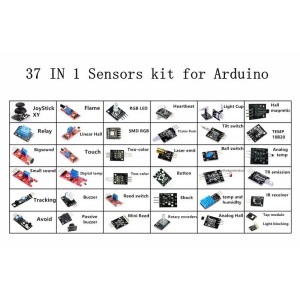 37 IN 1 Sensors kit for Arduino
JoyStick XY
Flame
RGB LED
Heartbeat
Light Cup
Hall magnetic
Relay
Linear Hall
SMD RGB
Tilt switch
TEMP 18B20
Bigsound
Touch
Two-color
Laser emit
Ball switch
Analog temp
Small sound
Digital temp
Two-color
Button
IR emission
Tracking
Buzzer
Reed switch
Shock
temp and humidity
IR receiver
Avoid
Passive buzzer
Mini Reed
Rotary encoders
Analog Hall
Tap module
Light blocking